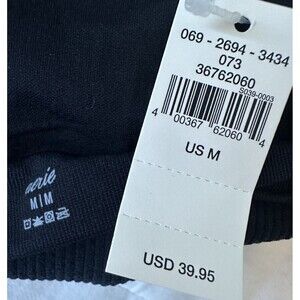 069 - 2694 - 3434
073
36762060
S039-0003
4 00367 62060 4
US M
USD 39.95
aerie
M|M